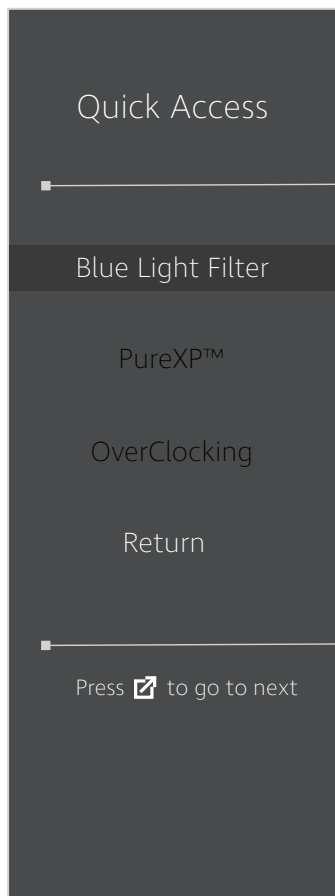 Quick Access
Blue Light Filter
PureXP™
OverClocking
Return
Press to go to next